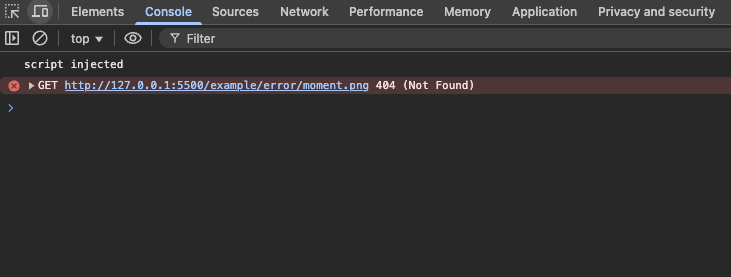 Elements Console Sources Network Performance Memory Application Privacy and security
top Filter
script injected
GET http://127.0.0.1:5500/example/error/moment.png 404 (Not Found)